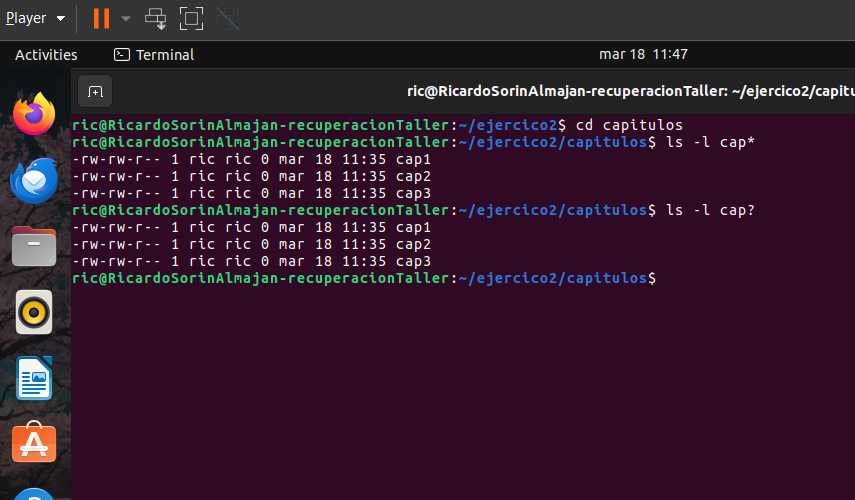 Player
Activities Terminal mar 18 11:47
ric@RicardoSorinAlmajan-recuperacionTaller: ~/ejercico2/capitu
ric@RicardoSorinAlmajan-recuperacionTaller:~/ejercico2$ cd capitulos
ric@RicardoSorinAlmajan-recuperacionTaller:~/ejercico2/capitulos$ ls -l cap*
-rw-rw-r-- 1 ric ric 0 mar 18 11:35 cap1
-rw-rw-r-- 1 ric ric 0 mar 18 11:35 cap2
-rw-rw-r-- 1 ric ric 0 mar 18 11:35 cap3
ric@RicardoSorinAlmajan-recuperacionTaller:~/ejercico2/capitulos$ ls -l cap?
-rw-rw-r-- 1 ric ric 0 mar 18 11:35 cap1
-rw-rw-r-- 1 ric ric 0 mar 18 11:35 cap2
-rw-rw-r-- 1 ric ric 0 mar 18 11:35 cap3
ric@RicardoSorinAlmajan-recuperacionTaller:~/ejercico2/capitulos$